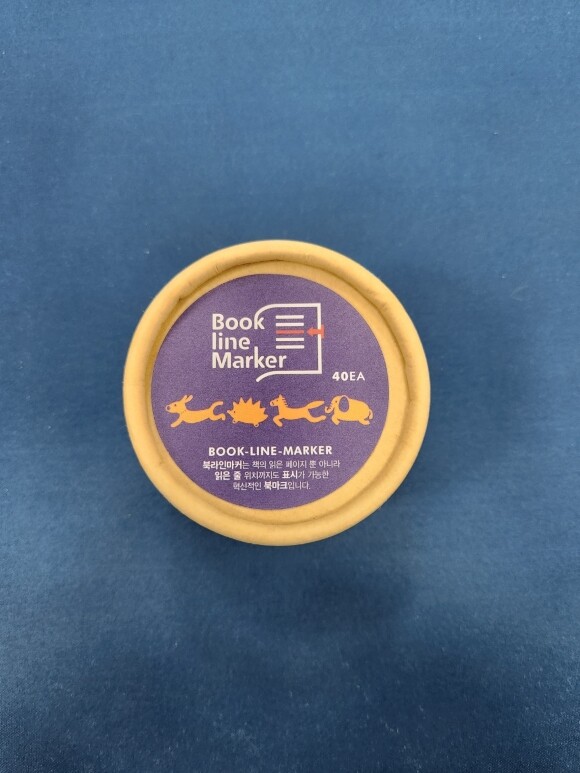 Book
line
Marker
40EA
BOOK-LINE-MARKER
북라인마커는 책의 읽은 페이지 뿐 아니라
읽은 줄 위치까지도 표시가 가능한
혁신적인 북마크입니다.